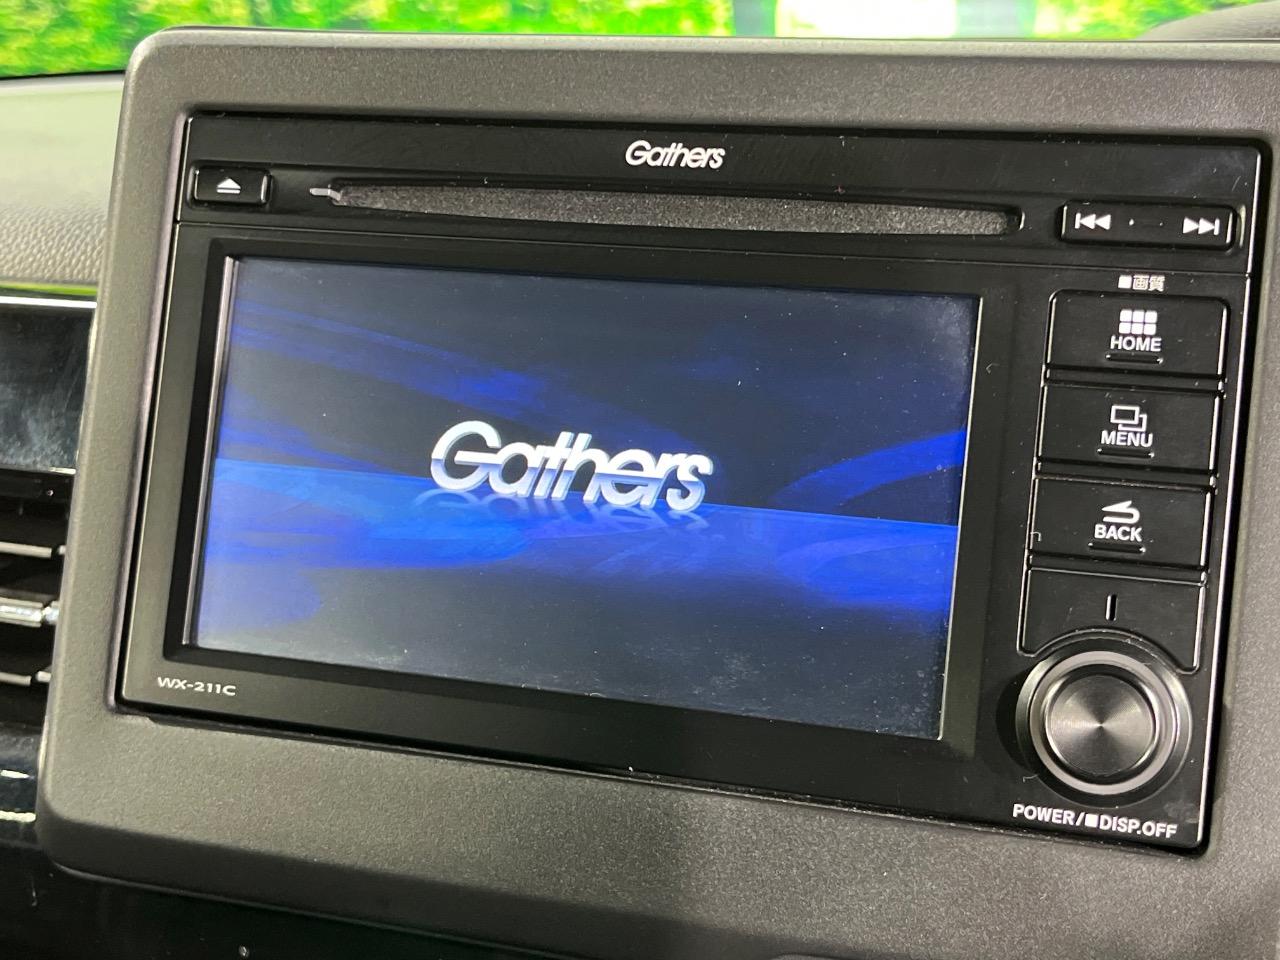 Gathers
■画質
HOME
MENU
BACK
Gathers
WX-211C
POWER/■DISP.OFF